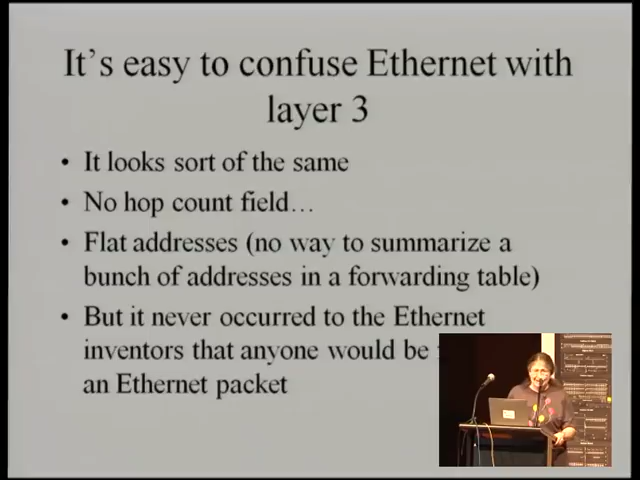 It's easy to confuse Ethernet with
layer 3
• It looks sort of the same
• No hop count field…
• Flat addresses (no way to summarize a
bunch of addresses in a forwarding table)
• But it never occurred to the Ethernet
inventors that anyone would be
an Ethernet packet